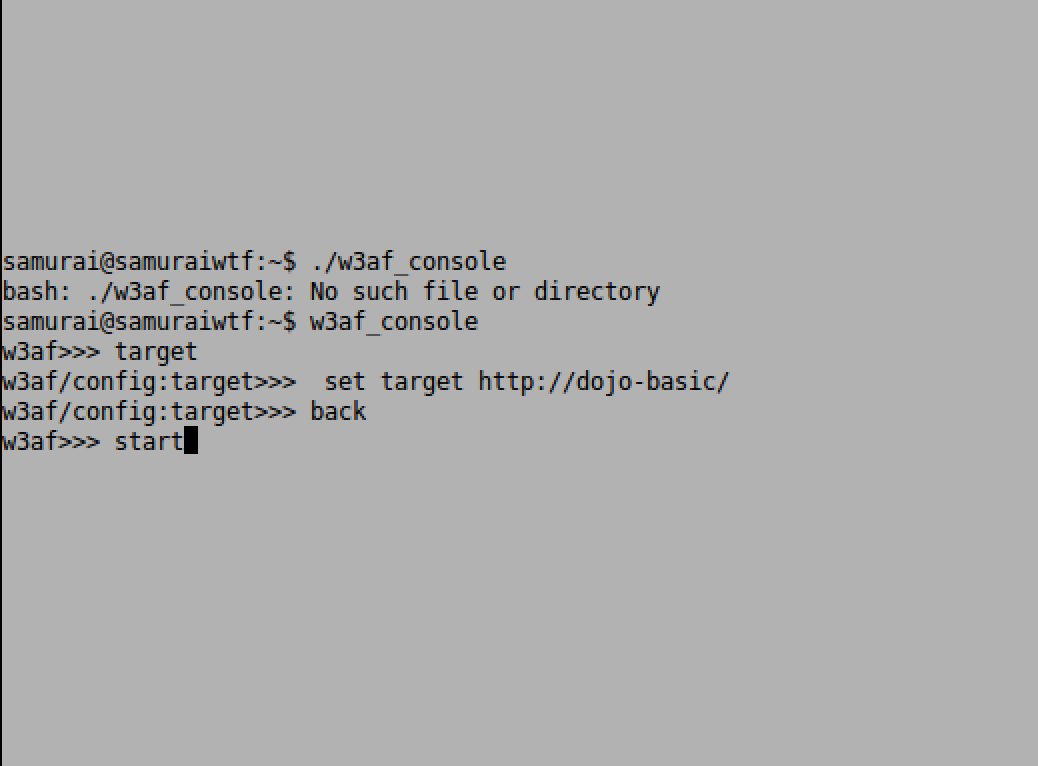 samurai@samuraiwtf:~$ ./w3af_console
bash: ./w3af_console: No such file or directory
samurai@samuraiwtf:~$ w3af_console
w3af>>> target
w3af/config:target>>>  set target http://dojo-basic/
w3af/config:target>>> back
w3af>>> start